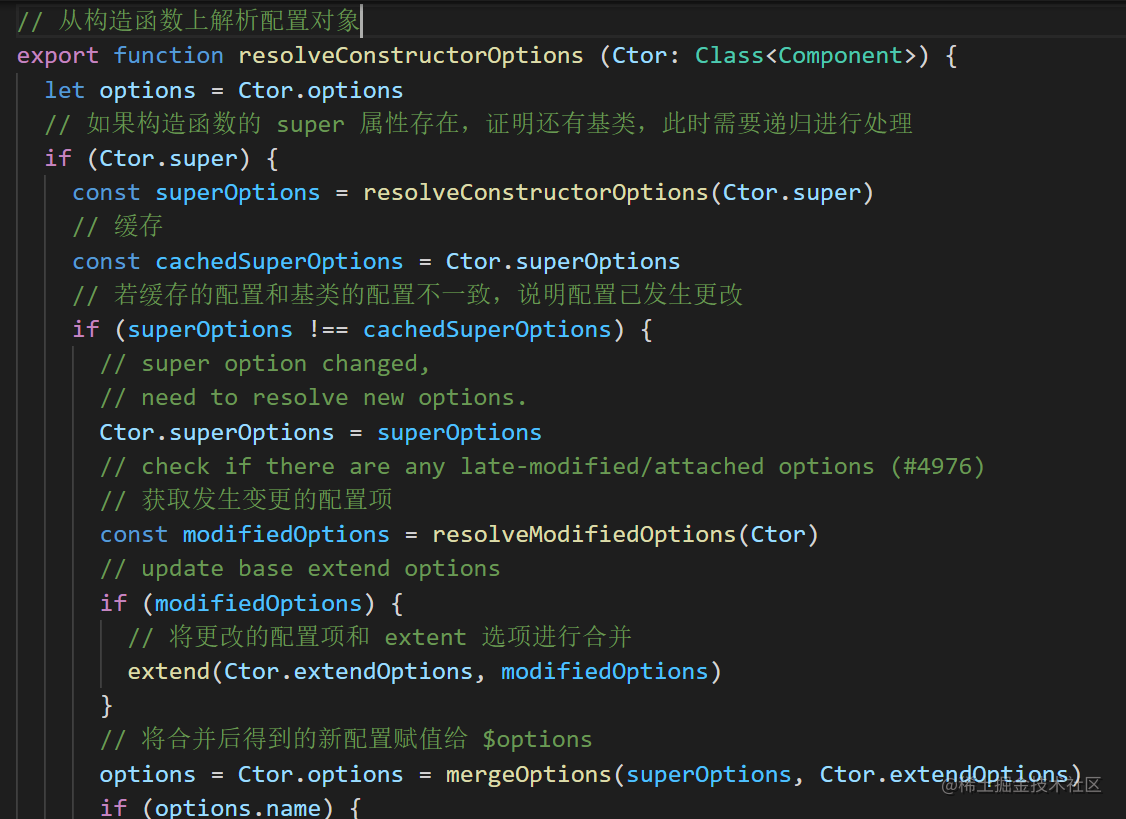 // 从构造函数上解析配置对象
export function resolveConstructorOptions (Ctor: Class<Component>) {
let options = Ctor.options
// 如果构造函数的 super 属性存在，证明还有基类，此时需要递归进行处理
if (Ctor.super) {
const superOptions = resolveConstructorOptions(Ctor.super)
// 缓存
const cachedSuperOptions = Ctor.superOptions
// 若缓存的配置和基类的配置不一致，说明配置已发生更改
if (superOptions !== cachedSuperOptions) {
// super option changed,
// need to resolve new options.
Ctor.superOptions = superOptions
// check if there are any late-modified/attached options (#4976)
// 获取发生变更的配置项
const modifiedOptions = resolveModifiedOptions(Ctor)
// update base extend options
if (modifiedOptions) {
// 将更改的配置项和 extent 选项进行合并
extend(Ctor.extendOptions, modifiedOptions)
}
// 将合并后得到的新配置赋值给 $options
options = Ctor.options = mergeOptions(superOptions, Ctor.extendOptions)
@稀土掘金技术社区
if (options.name) {